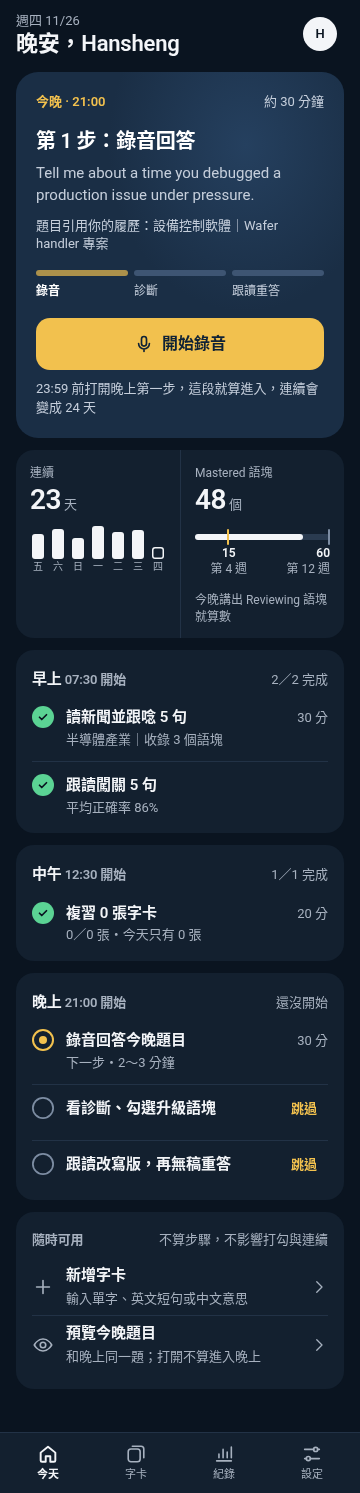 週四 11/26
晚安，Hansheng
H
今晚 · 21:00
約 30 分鐘
第 1 步：錄音回答
Tell me about a time you debugged a
production issue under pressure.
題目引用你的履歷：設備控制軟體｜Wafer
handler 專案
錄音
診斷
跟讀重答
開始錄音
23:59 前打開晚上第一步，這段就算進入，連續會
變成 24 天
連續
23 天
五 六 日 一 二 三 四
Mastered 語塊
48 個
15
60
第 4 週
第 12 週
今晚講出 Reviewing 語塊
就算數
早上 07:30 開始
2／2 完成
讀新聞並跟唸 5 句
30 分
半導體產業｜收錄 3 個語塊
跟讀闖關 5 句
平均正確率 86%
中午 12:30 開始
1／1 完成
複習 0 張字卡
20 分
0／0 張・今天只有 0 張
晚上 21:00 開始
還沒開始
錄音回答今晚題目
30 分
下一步・2～3 分鐘
看診斷、勾選升級語塊
跳過
跟讀改寫版，再無稿重答
跳過
隨時可用
不算步驟，不影響打勾與連續
新增字卡
輸入單字、英文短句或中文意思
預覽今晚題目
和晚上同一題；打開不算進入晚上
今天
字卡
紀錄
設定